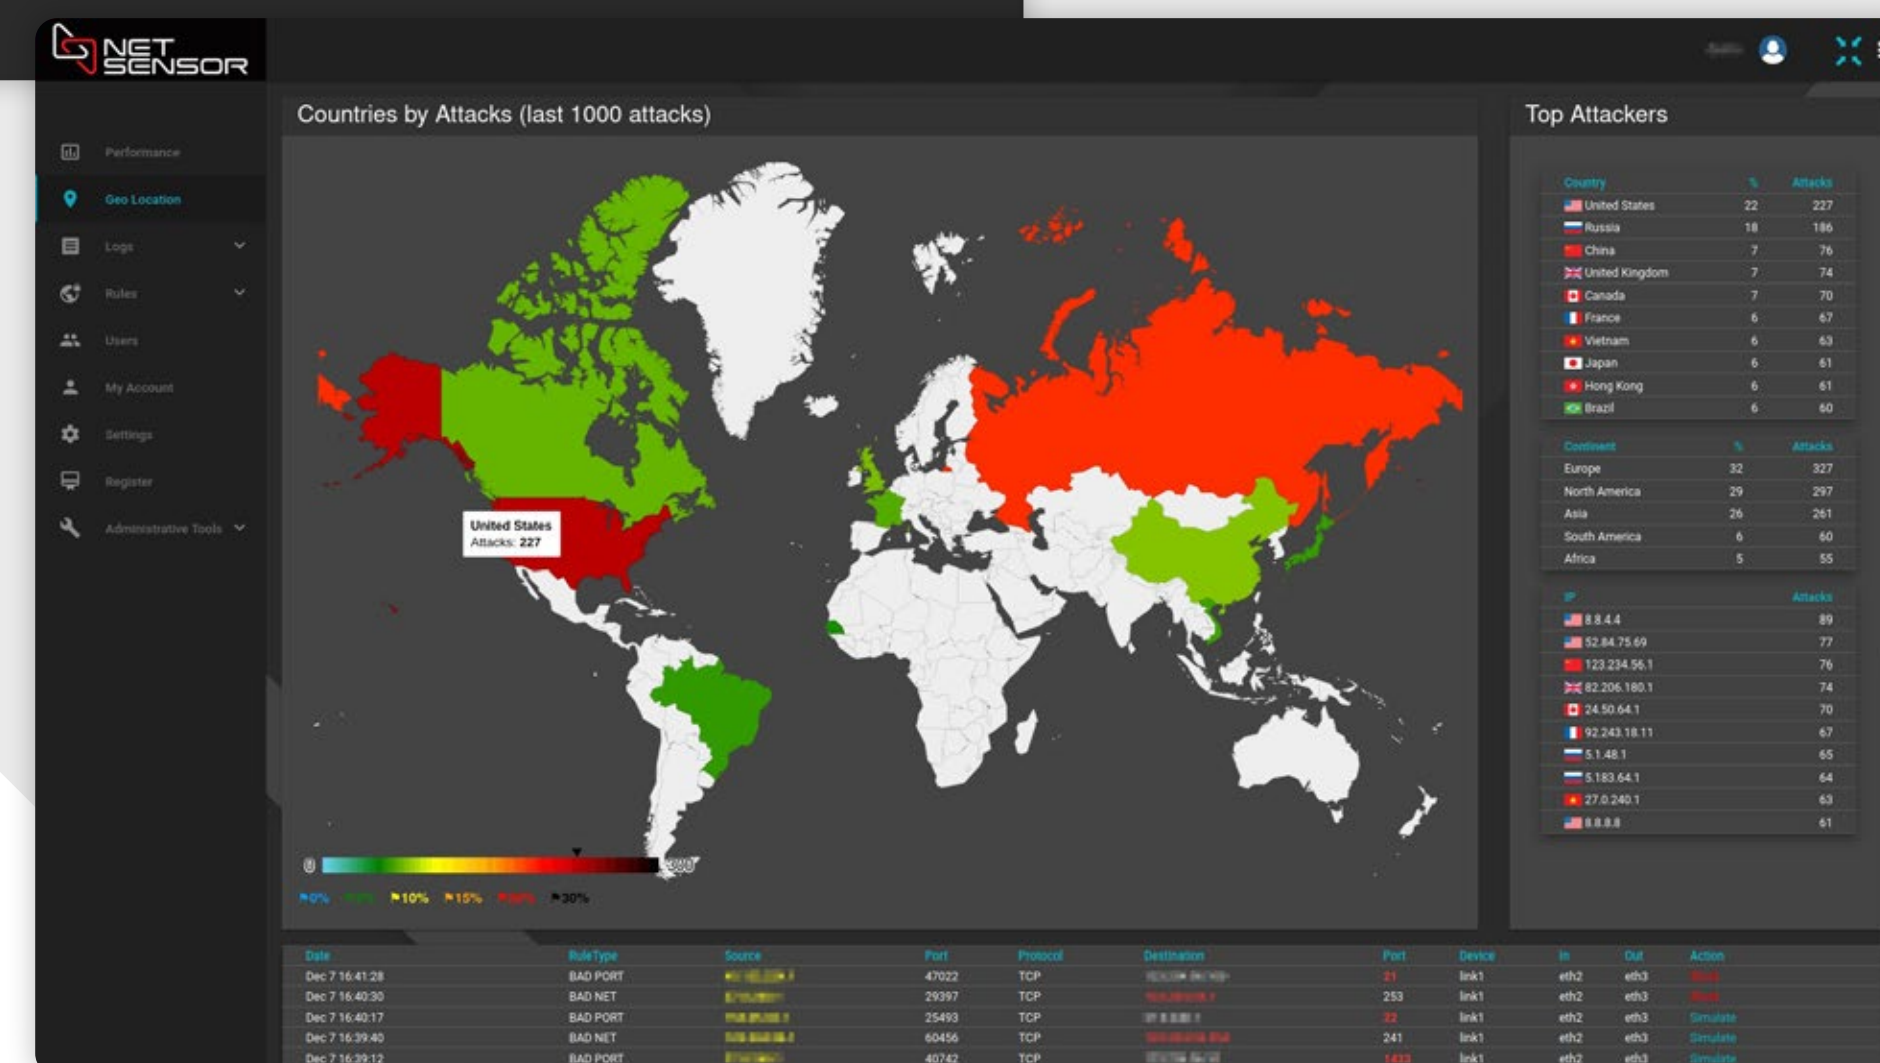 NET
SENSOR
Performance
Geo Location
Logs
Rules
Users
My Account
Settings
Register
Administrative Tools
Countries by Attacks (last 1000 attacks)
United States
Attacks: 227
0 300
0% 10% 15% 30%
Top Attackers
Country % Attacks
United States 22 227
Russia 18 186
China 7 76
United Kingdom 7 74
Canada 7 70
France 6 67
Vietnam 6 63
Japan 6 61
Hong Kong 6 61
Brazil 6 60
Continent % Attacks
Europe 32 327
North America 29 297
Asia 26 261
South America 6 60
Africa 5 55
IP Attacks
8.8.4.4 89
52.84.75.69 77
123.234.56.1 76
82.206.180.1 74
24.50.64.1 70
92.243.18.11 67
5.1.48.1 65
5.183.64.1 64
27.0.240.1 63
8.8.8.8 61
Date RuleType Source Port Protocol Destination Port Device In Out Action
Dec 7 16:41:28 BAD PORT 47022 TCP 21 link1 eth2 eth3
Dec 7 16:40:30 BAD NET 29397 TCP 253 link1 eth2 eth3
Dec 7 16:40:17 BAD PORT 25493 TCP 22 link1 eth2 eth3 Simulate
Dec 7 16:39:40 BAD NET 60456 TCP 241 link1 eth2 eth3 Simulate
Dec 7 16:39:12 BAD PORT 40742 TCP 1433 link1 eth2 eth3 Simulate